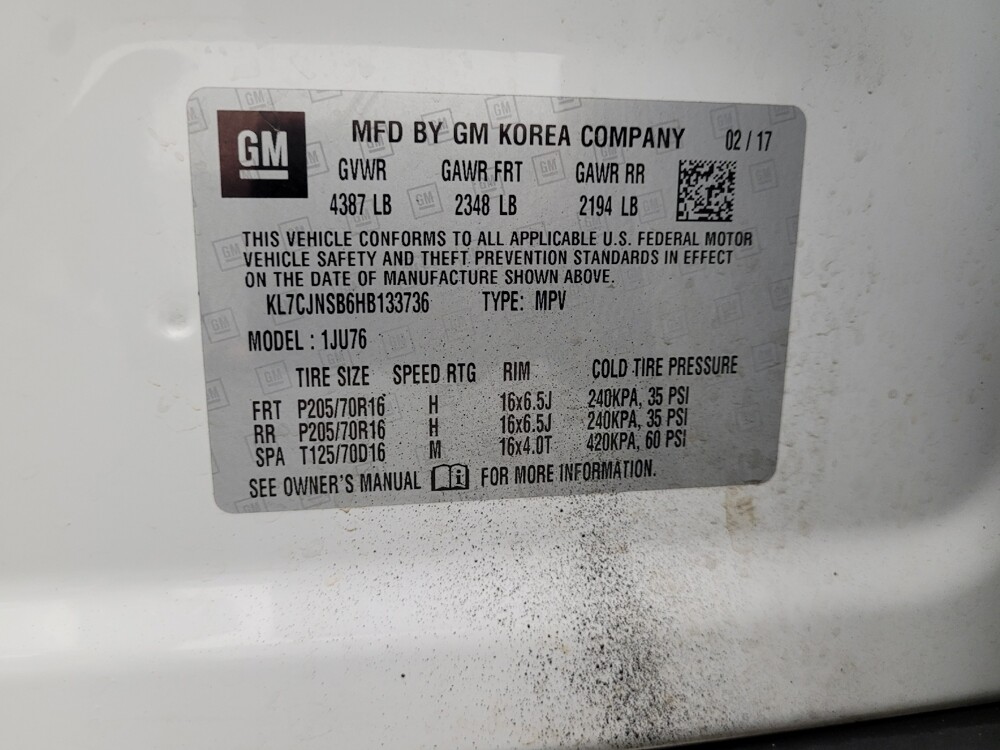 GM
MFD BY GM KOREA COMPANY 02 / 17
GVWR GAWR FRT GAWR RR
4387 LB 2348 LB 2194 LB
THIS VEHICLE CONFORMS TO ALL APPLICABLE U.S. FEDERAL MOTOR
VEHICLE SAFETY AND THEFT PREVENTION STANDARDS IN EFFECT
ON THE DATE OF MANUFACTURE SHOWN ABOVE.
KL7CJNSB6HB133736 TYPE: MPV
MODEL : 1JU76
TIRE SIZE SPEED RTG RIM COLD TIRE PRESSURE
FRT P205/70R16 H 16x6.5J 240KPA, 35 PSI
RR P205/70R16 H 16x6.5J 240KPA, 35 PSI
SPA T125/70D16 M 16x4.0T 420KPA, 60 PSI
SEE OWNER'S MANUAL i FOR MORE INFORMATION.